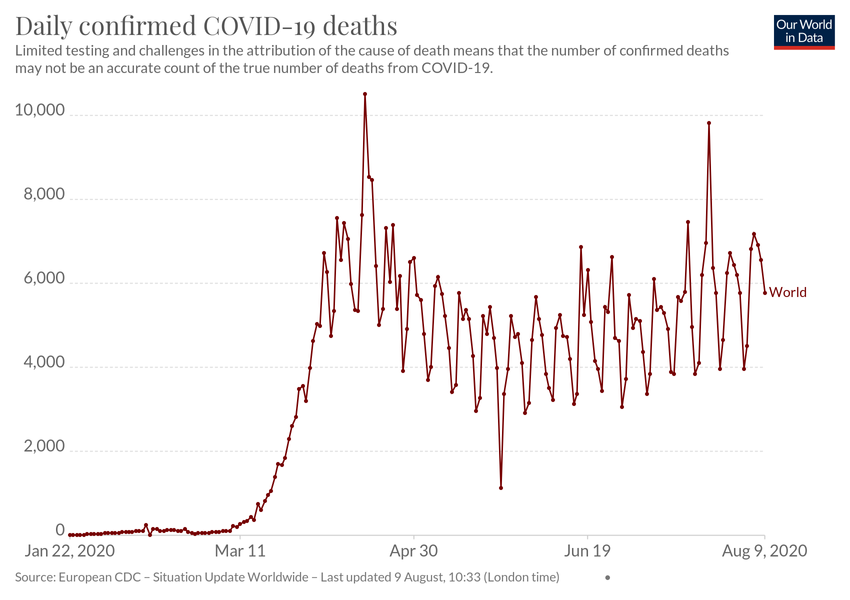 Daily confirmed COVID-19 deaths
Our World
in Data
Limited testing and challenges in the attribution of the cause of death means that the number of confirmed deaths
may not be an accurate count of the true number of deaths from COVID-19.
10,000
8,000
6,000
World
4,000
2,000
0
Jan 22, 2020 Mar 11 Apr 30 Jun 19 Aug 9, 2020
Source: European CDC – Situation Update Worldwide – Last updated 9 August, 10:33 (London time) •